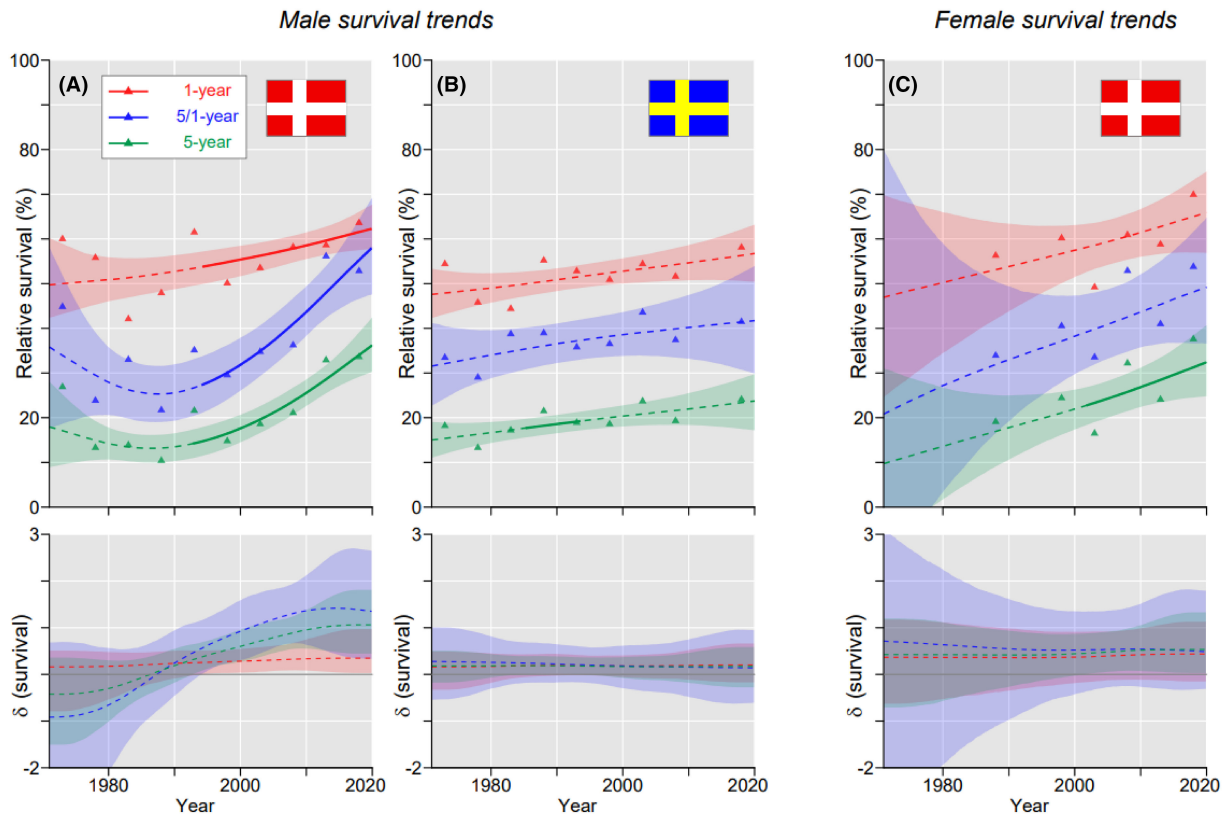 Male survival trends
Female survival trends
(A)
1-year
5/1-year
5-year
Relative survival (%)
100
80
20
0
(B)
Relative survival (%)
100
80
20
0
(C)
Relative survival (%)
100
80
20
0
δ (survival)
3
-2
1980 2000 2020
Year
δ (survival)
3
-2
1980 2000 2020
Year
δ (survival)
3
-2
1980 2000 2020
Year